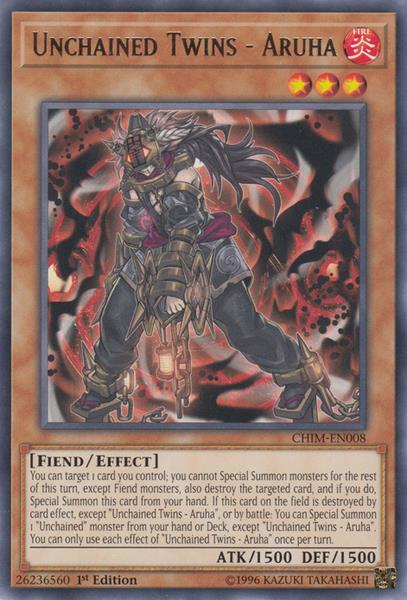 UNCHAINED TWINS - ARUHA
FIRE
炎
CHIM-EN008
[FIEND/EFFECT]
You can target 1 card you control; you cannot Special Summon monsters for the rest
of this turn, except Fiend monsters, also destroy the targeted card, and if you do,
Special Summon this card from your hand. If this card on the field is destroyed by
card effect, except "Unchained Twins - Aruha", or by battle: You can Special Summon
1 "Unchained" monster from your hand or Deck, except "Unchained Twins - Aruha".
You can only use each effect of "Unchained Twins - Aruha" once per turn.
ATK/1500 DEF/1500
26236560 1st Edition ©1996 KAZUKI TAKAHASHI